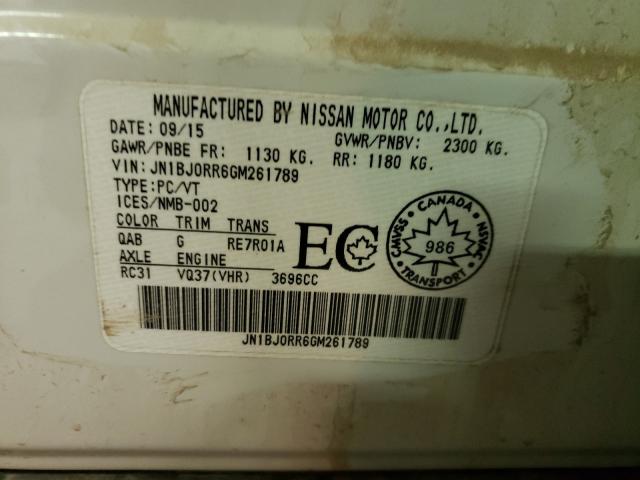 MANUFACTURED BY NISSAN MOTOR CO.,LTD.
DATE: 09/15 GVWR/PNBV: 2300 KG.
GAWR/PNBE FR: 1130 KG. RR: 1180 KG.
VIN: JN1BJ0RR6GM261789
TYPE: PC/VT
ICES/NMB-002
COLOR TRIM TRANS
QAB G RE7R01A
AXLE ENGINE
RC31 VQ37(VHR) 3696CC
EC
CANADA
CMVSS 986 NSVAC
TRANSPORT
JN1BJ0RR6GM261789